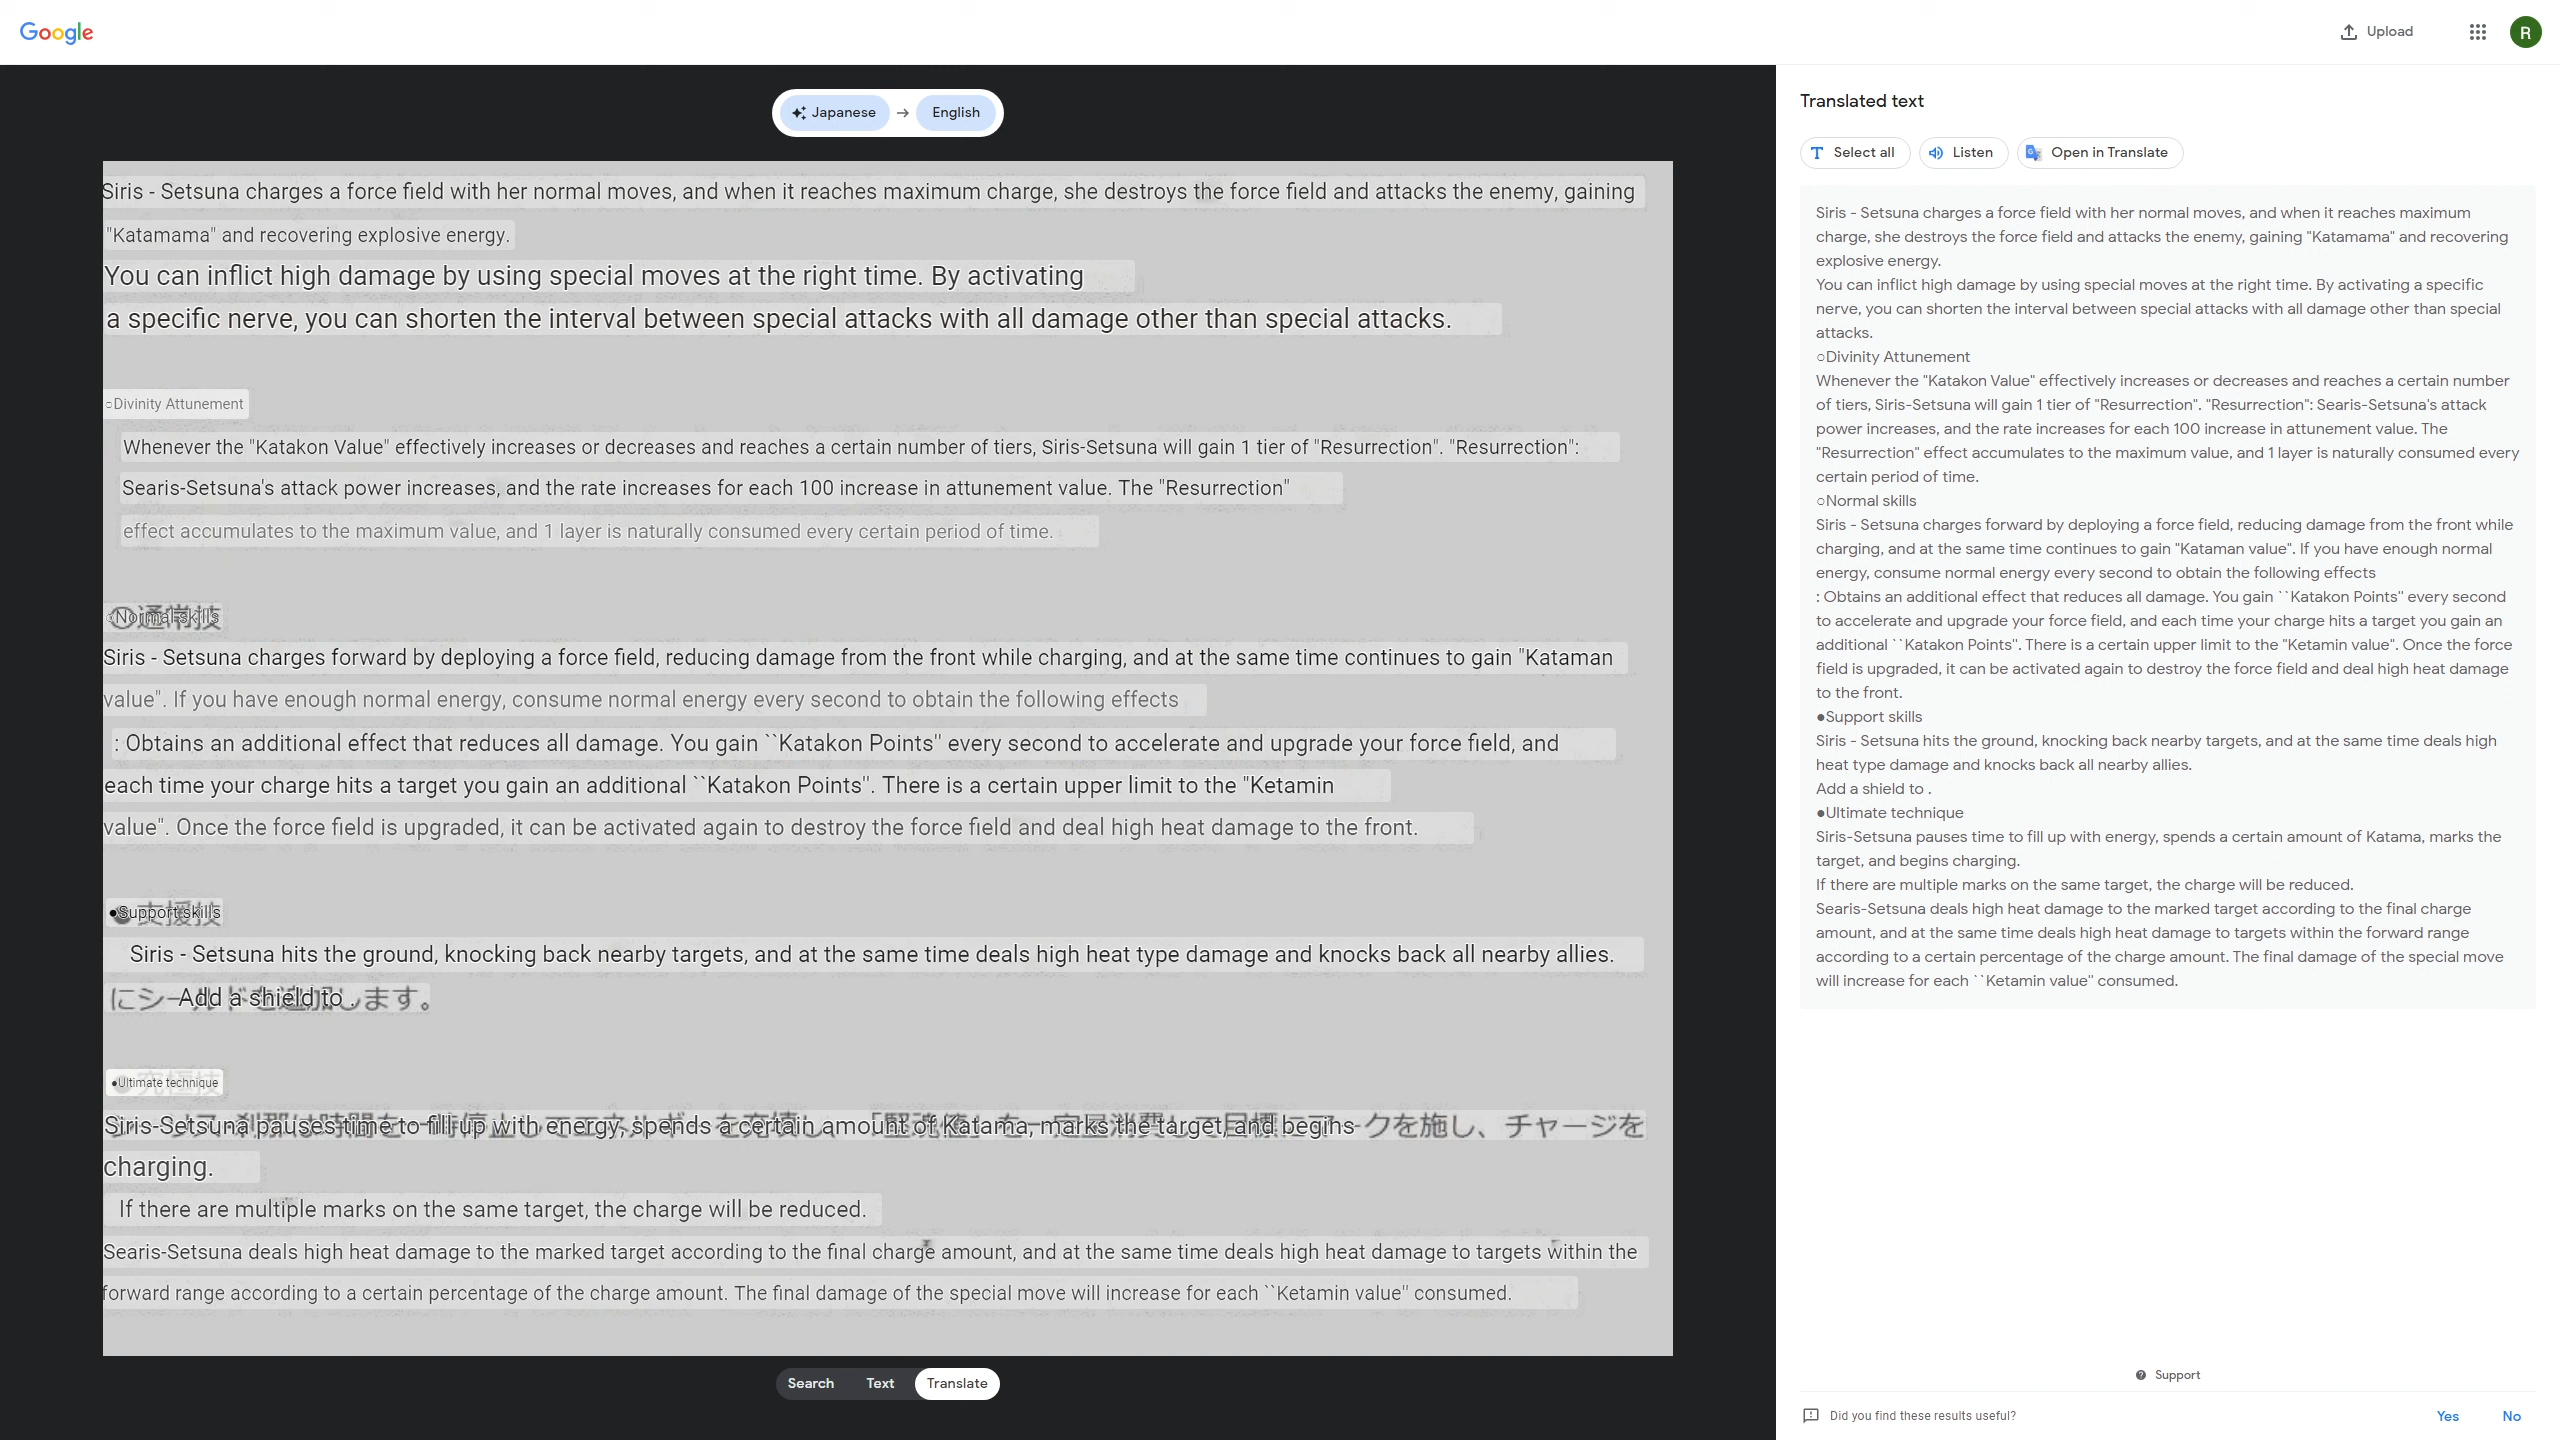 Google
Upload
R
Japanese → English
Siris - Setsuna charges a force field with her normal moves, and when it reaches maximum charge, she destroys the force field and attacks the enemy, gaining
"Katamama" and recovering explosive energy.
You can inflict high damage by using special moves at the right time. By activating
a specific nerve, you can shorten the interval between special attacks with all damage other than special attacks.
○Divinity Attunement
Whenever the "Katakon Value" effectively increases or decreases and reaches a certain number of tiers, Siris-Setsuna will gain 1 tier of "Resurrection". "Resurrection":
Searis-Setsuna's attack power increases, and the rate increases for each 100 increase in attunement value. The "Resurrection"
effect accumulates to the maximum value, and 1 layer is naturally consumed every certain period of time.
○Normal skills
Siris - Setsuna charges forward by deploying a force field, reducing damage from the front while charging, and at the same time continues to gain "Kataman
value". If you have enough normal energy, consume normal energy every second to obtain the following effects
: Obtains an additional effect that reduces all damage. You gain ``Katakon Points'' every second to accelerate and upgrade your force field, and
each time your charge hits a target you gain an additional ``Katakon Points''. There is a certain upper limit to the "Ketamin
value". Once the force field is upgraded, it can be activated again to destroy the force field and deal high heat damage to the front.
●Support skills
Siris - Setsuna hits the ground, knocking back nearby targets, and at the same time deals high heat type damage and knocks back all nearby allies.
Add a shield to . します。
●Ultimate technique
Siris-Setsuna pauses time to fill up with energy, spends a certain amount of Katama, marks the target, and begins クを施し、チャージを
charging.
If there are multiple marks on the same target, the charge will be reduced.
Searis-Setsuna deals high heat damage to the marked target according to the final charge amount, and at the same time deals high heat damage to targets within the
forward range according to a certain percentage of the charge amount. The final damage of the special move will increase for each ``Ketamin value'' consumed.
Search Text Translate
Translated text
Select all Listen Open in Translate
Siris - Setsuna charges a force field with her normal moves, and when it reaches maximum
charge, she destroys the force field and attacks the enemy, gaining "Katamama" and recovering
explosive energy.
You can inflict high damage by using special moves at the right time. By activating a specific
nerve, you can shorten the interval between special attacks with all damage other than special
attacks.
○Divinity Attunement
Whenever the "Katakon Value" effectively increases or decreases and reaches a certain number
of tiers, Siris-Setsuna will gain 1 tier of "Resurrection". "Resurrection": Searis-Setsuna's attack
power increases, and the rate increases for each 100 increase in attunement value. The
"Resurrection" effect accumulates to the maximum value, and 1 layer is naturally consumed every
certain period of time.
○Normal skills
Siris - Setsuna charges forward by deploying a force field, reducing damage from the front while
charging, and at the same time continues to gain "Kataman value". If you have enough normal
energy, consume normal energy every second to obtain the following effects
: Obtains an additional effect that reduces all damage. You gain ``Katakon Points'' every second
to accelerate and upgrade your force field, and each time your charge hits a target you gain an
additional ``Katakon Points''. There is a certain upper limit to the "Ketamin value". Once the force
field is upgraded, it can be activated again to destroy the force field and deal high heat damage
to the front.
●Support skills
Siris - Setsuna hits the ground, knocking back nearby targets, and at the same time deals high
heat type damage and knocks back all nearby allies.
Add a shield to .
●Ultimate technique
Siris-Setsuna pauses time to fill up with energy, spends a certain amount of Katama, marks the
target, and begins charging.
If there are multiple marks on the same target, the charge will be reduced.
Searis-Setsuna deals high heat damage to the marked target according to the final charge
amount, and at the same time deals high heat damage to targets within the forward range
according to a certain percentage of the charge amount. The final damage of the special move
will increase for each ``Ketamin value'' consumed.
Support
Did you find these results useful? Yes No